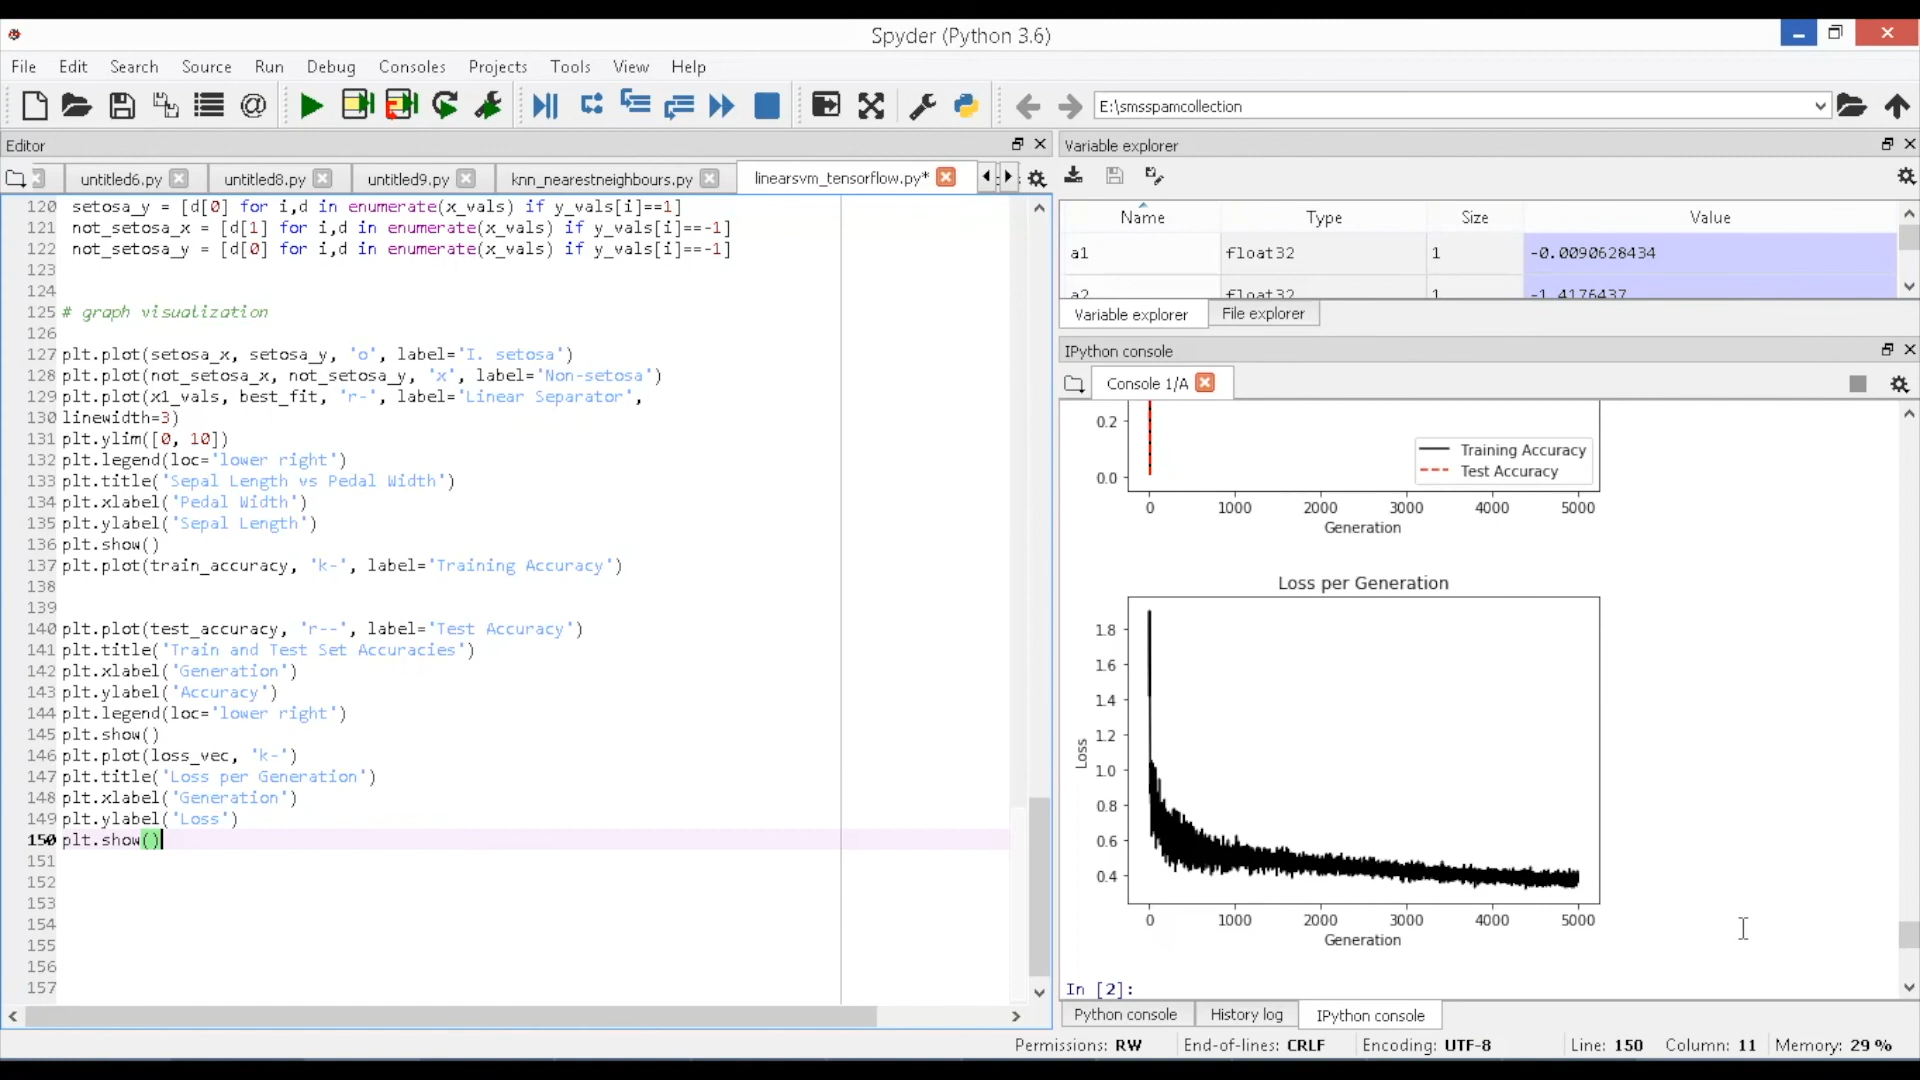 Spyder (Python 3.6)
File Edit Search Source Run Debug Consoles Projects Tools View Help
E:\smsspamcollection
Editor
untitled6.py untitled8.py untitled9.py knn_nearestneighbours.py linearsvm_tensorflow.py*
120 setosa_y = [d[0] for i,d in enumerate(x_vals) if y_vals[i]==1]
121 not_setosa_x = [d[1] for i,d in enumerate(x_vals) if y_vals[i]==-1]
122 not_setosa_y = [d[0] for i,d in enumerate(x_vals) if y_vals[i]==-1]
123
124
125 # graph visualization
126
127 plt.plot(setosa_x, setosa_y, 'o', label='I. setosa')
128 plt.plot(not_setosa_x, not_setosa_y, 'x', label='Non-setosa')
129 plt.plot(x1_vals, best_fit, 'r-', label='Linear Separator',
130 linewidth=3)
131 plt.ylim([0, 10])
132 plt.legend(loc='lower right')
133 plt.title('Sepal Length vs Pedal Width')
134 plt.xlabel('Pedal Width')
135 plt.ylabel('Sepal Length')
136 plt.show()
137 plt.plot(train_accuracy, 'k-', label='Training Accuracy')
138
139
140 plt.plot(test_accuracy, 'r--', label='Test Accuracy')
141 plt.title('Train and Test Set Accuracies')
142 plt.xlabel('Generation')
143 plt.ylabel('Accuracy')
144 plt.legend(loc='lower right')
145 plt.show()
146 plt.plot(loss_vec, 'k-')
147 plt.title('Loss per Generation')
148 plt.xlabel('Generation')
149 plt.ylabel('Loss')
150 plt.show()
151
152
153
154
155
156
157
Variable explorer
Name Type Size Value
a1 float32 1 -0.0090628434
a2 float32 1 -1.4176437
Variable explorer File explorer
IPython console
Console 1/A
0.2
0.0
Training Accuracy
Test Accuracy
0 1000 2000 3000 4000 5000
Generation
Loss per Generation
1.8
1.6
1.4
1.2
1.0
0.8
0.6
0.4
Loss
0 1000 2000 3000 4000 5000
Generation
In [2]:
Python console History log IPython console
Permissions: RW End-of-lines: CRLF Encoding: UTF-8 Line: 150 Column: 11 Memory: 29 %